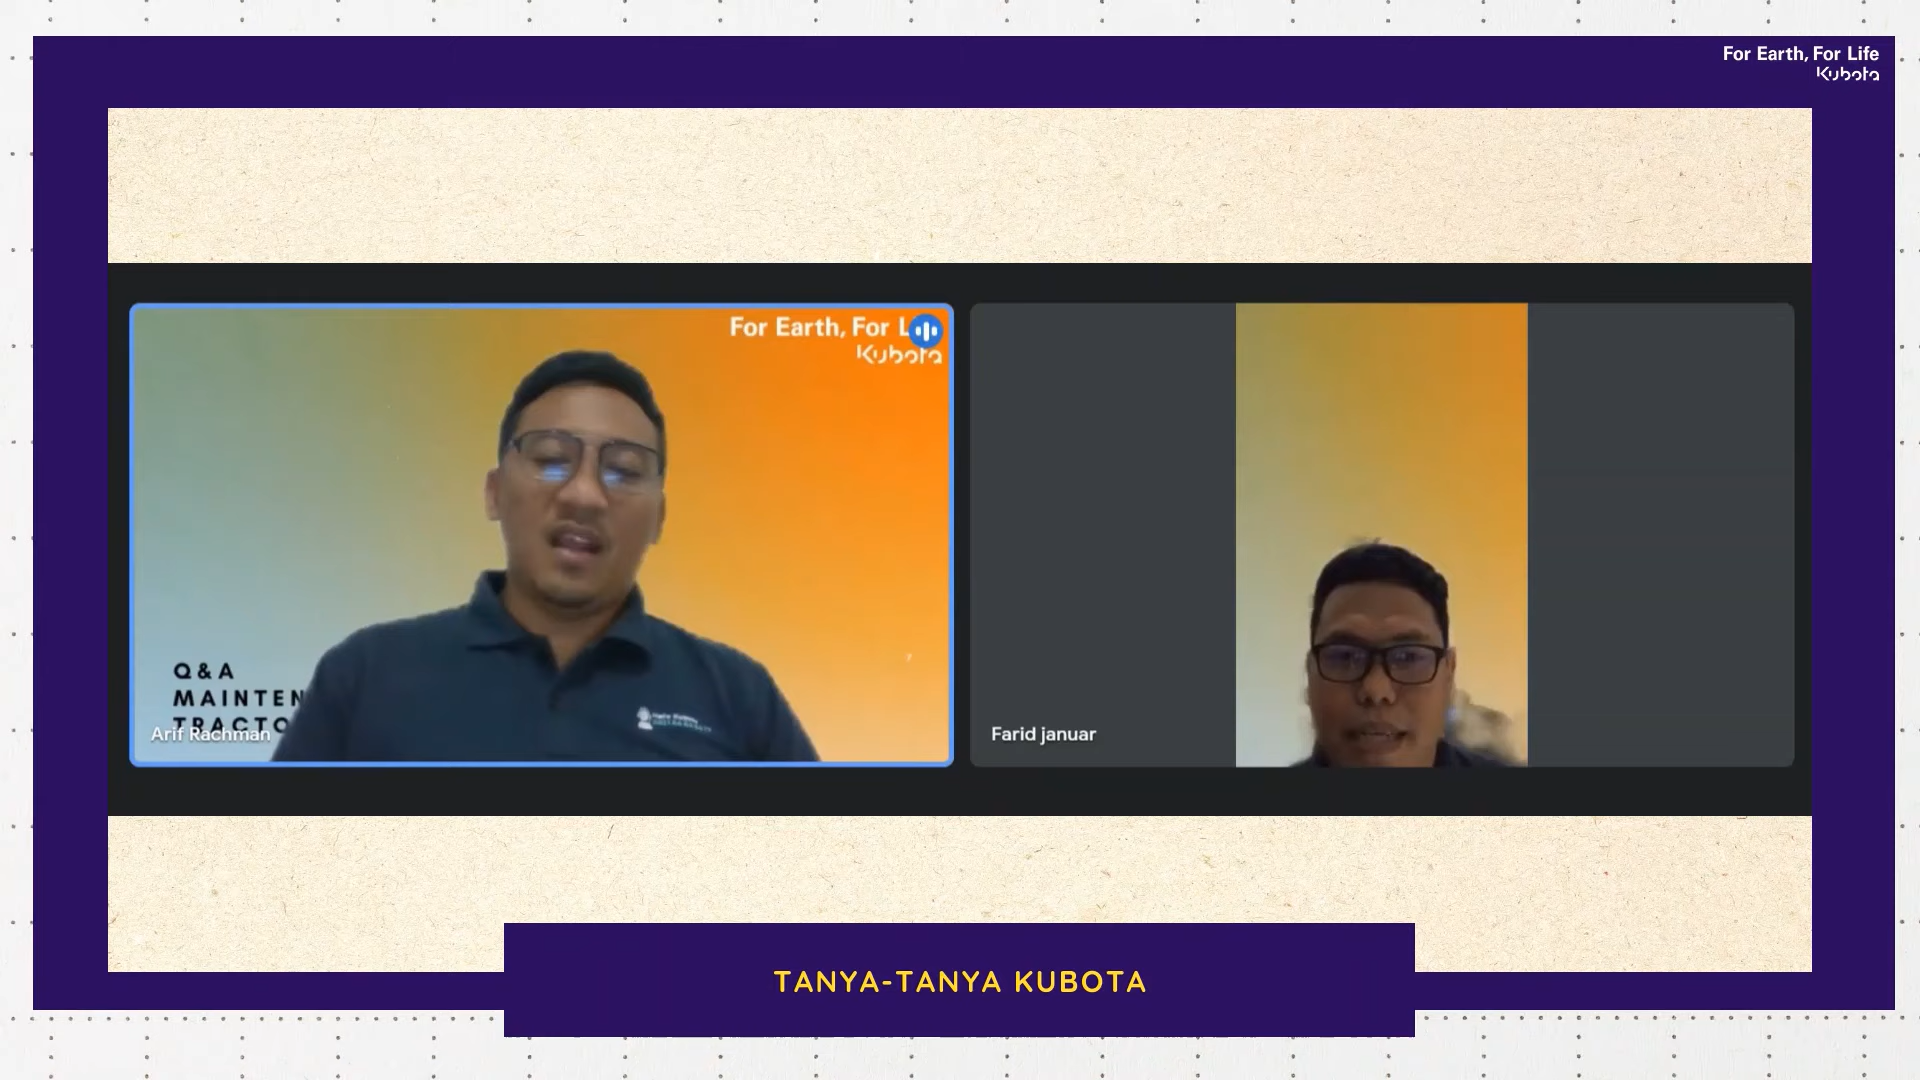 For Earth, For Life
Kubota
For Earth, For L
Kubota
Q&A
MAINTEN
TRACTO
Arif Rachman
Farid januar
TANYA-TANYA KUBOTA